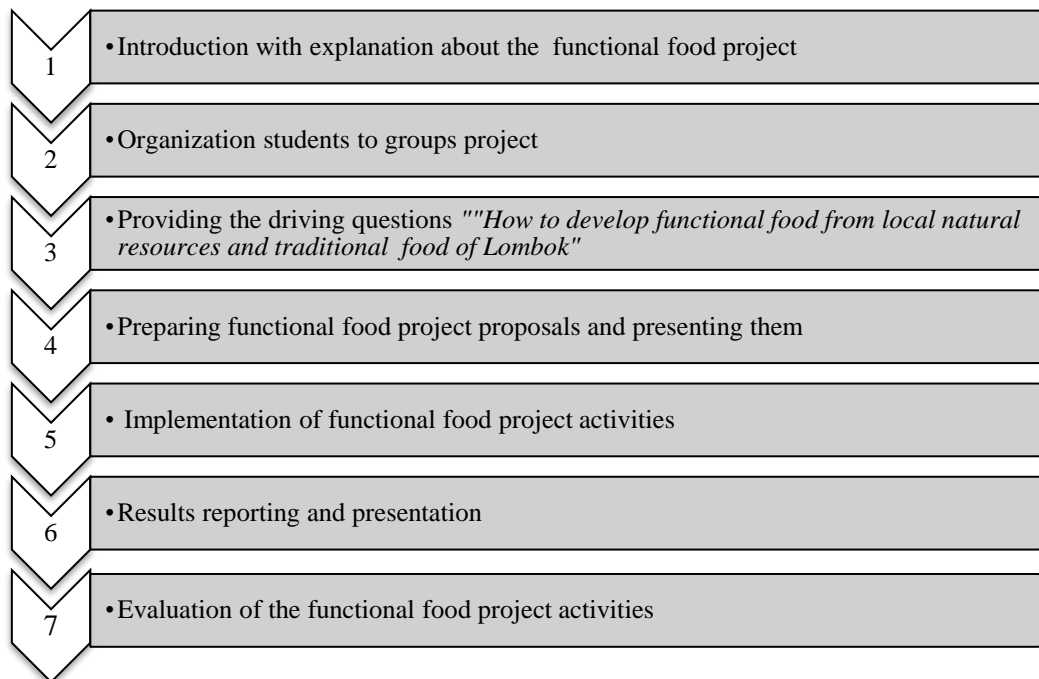 1
•Introduction with explanation about the functional food project
2
•Organization students to groups project
3
•Providing the driving questions ""How to develop functional food from local natural
resources and traditional food of Lombok"
4
•Preparing functional food project proposals and presenting them
5
• Implementation of functional food project activities
6
•Results reporting and presentation
7
•Evaluation of the functional food project activities